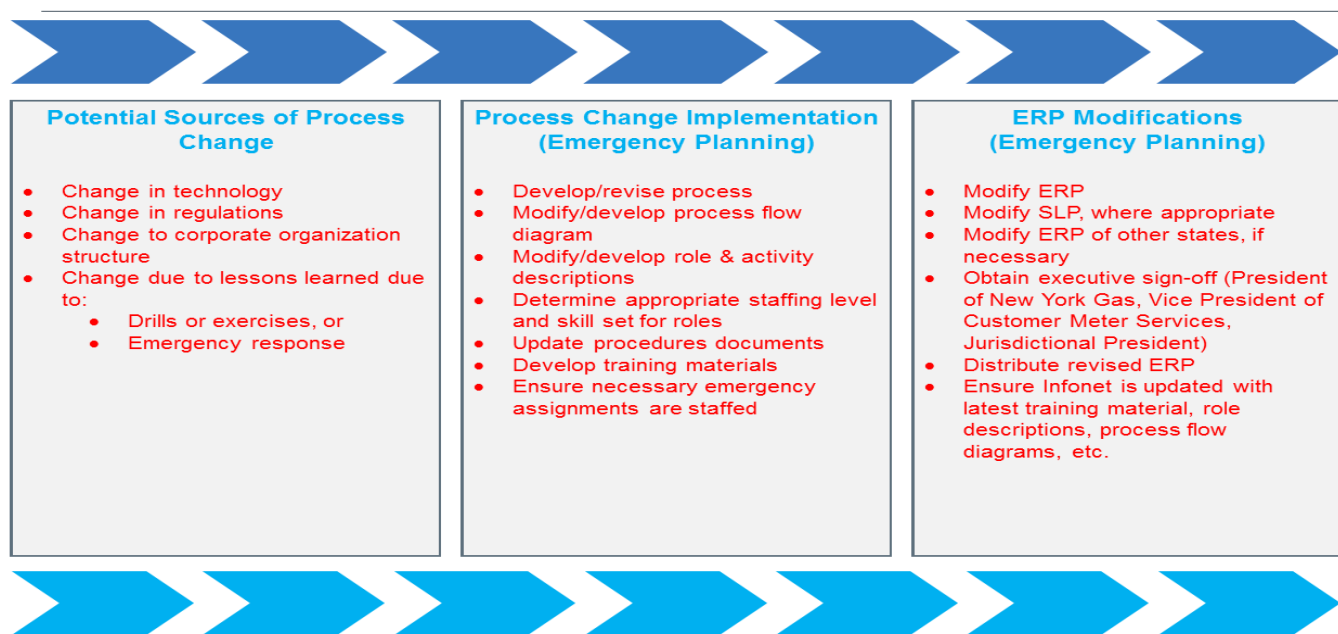 Potential Sources of Process
Change
● Change in technology
● Change in regulations
● Change to corporate organization
structure
● Change due to lessons learned due
to:
● Drills or exercises, or
● Emergency response
Process Change Implementation
(Emergency Planning)
● Develop/revise process
● Modify/develop process flow
diagram
● Modify/develop role & activity
descriptions
● Determine appropriate staffing level
and skill set for roles
● Update procedures documents
● Develop training materials
● Ensure necessary emergency
assignments are staffed
ERP Modifications
(Emergency Planning)
● Modify ERP
● Modify SLP, where appropriate
● Modify ERP of other states, if
necessary
● Obtain executive sign-off (President
of New York Gas, Vice President of
Customer Meter Services,
Jurisdictional President)
● Distribute revised ERP
● Ensure Infonet is updated with
latest training material, role
descriptions, process flow
diagrams, etc.